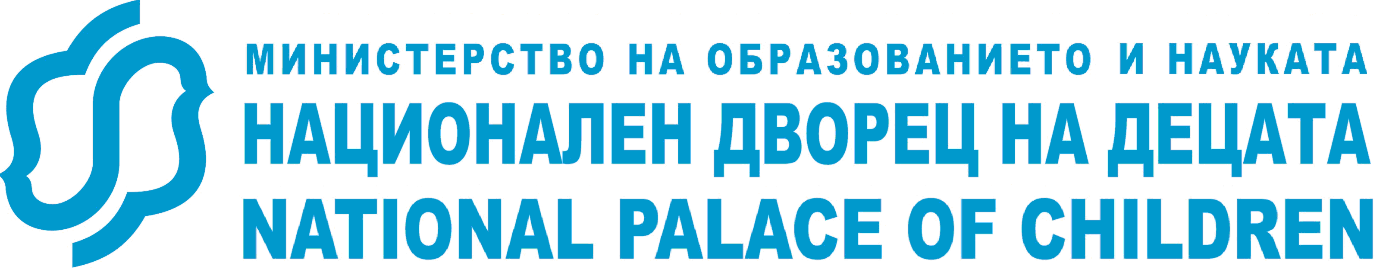 МИНИСТЕРСТВО НА ОБРАЗОВАНИЕТО И НАУКАТА
НАЦИОНАЛЕН ДВОРЕЦ НА ДЕЦАТА
NATIONAL PALACE OF CHILDREN